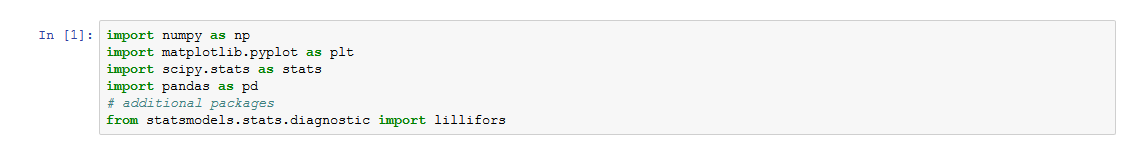 In [1]: import numpy as np
import matplotlib.pyplot as plt
import scipy.stats as stats
import pandas as pd
# additional packages
from statsmodels.stats.diagnostic import lillifors